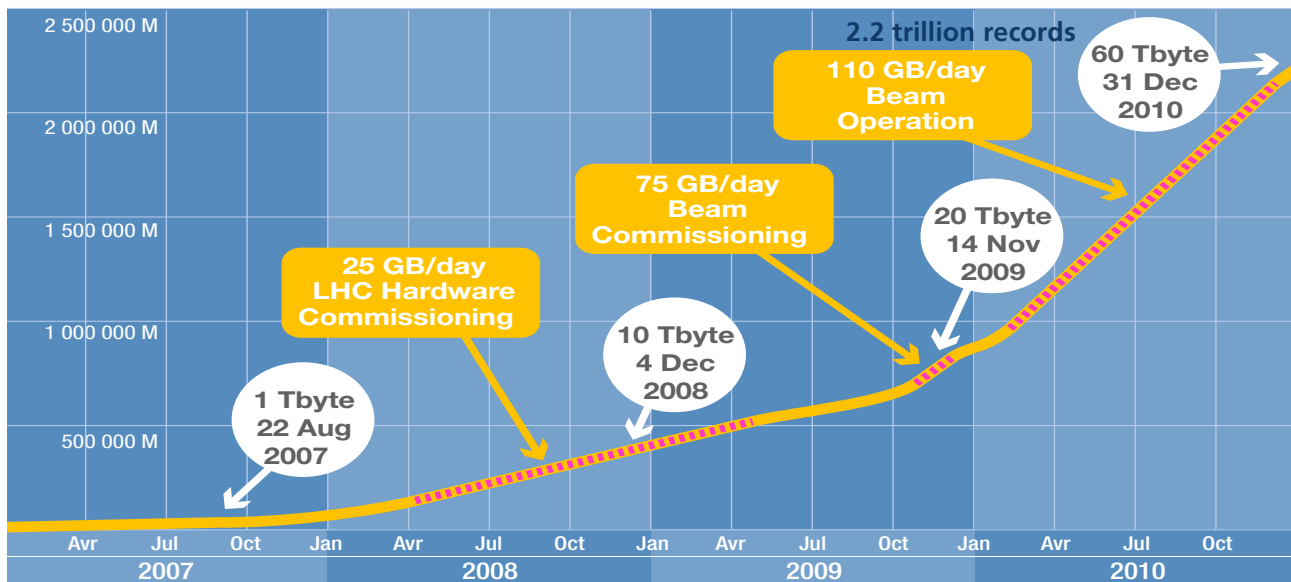 2 500 000 M
2.2 trillion records
60 Tbyte
31 Dec
2010
110 GB/day
Beam
Operation
2 000 000 M
75 GB/day
Beam
Commissioning
1 500 000 M
20 Tbyte
14 Nov
2009
25 GB/day
LHC Hardware
Commissioning
1 000 000 M
10 Tbyte
4 Dec
2008
1 Tbyte
22 Aug
2007
500 000 M
Avr Jul Oct Jan Avr Jul Oct Jan Avr Jul Oct Jan Avr Jul Oct
2007 2008 2009 2010